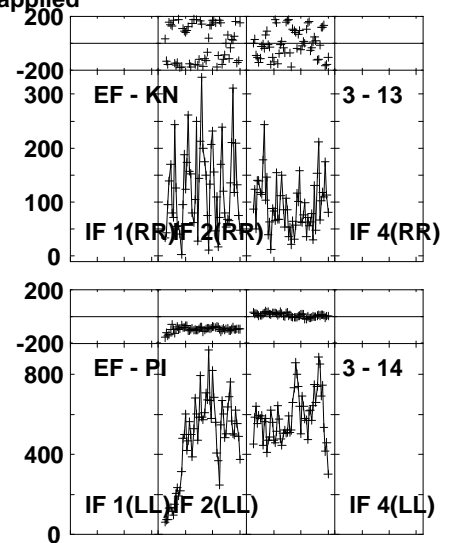 applied
200
-200
EF - KN 3 - 13
300
200
100
IF 1(RR) IF 2(RR) IF 4(RR)
0
200
-200
EF - PI 3 - 14
800
400
IF 1(LL) IF 2(LL) IF 4(LL)
0